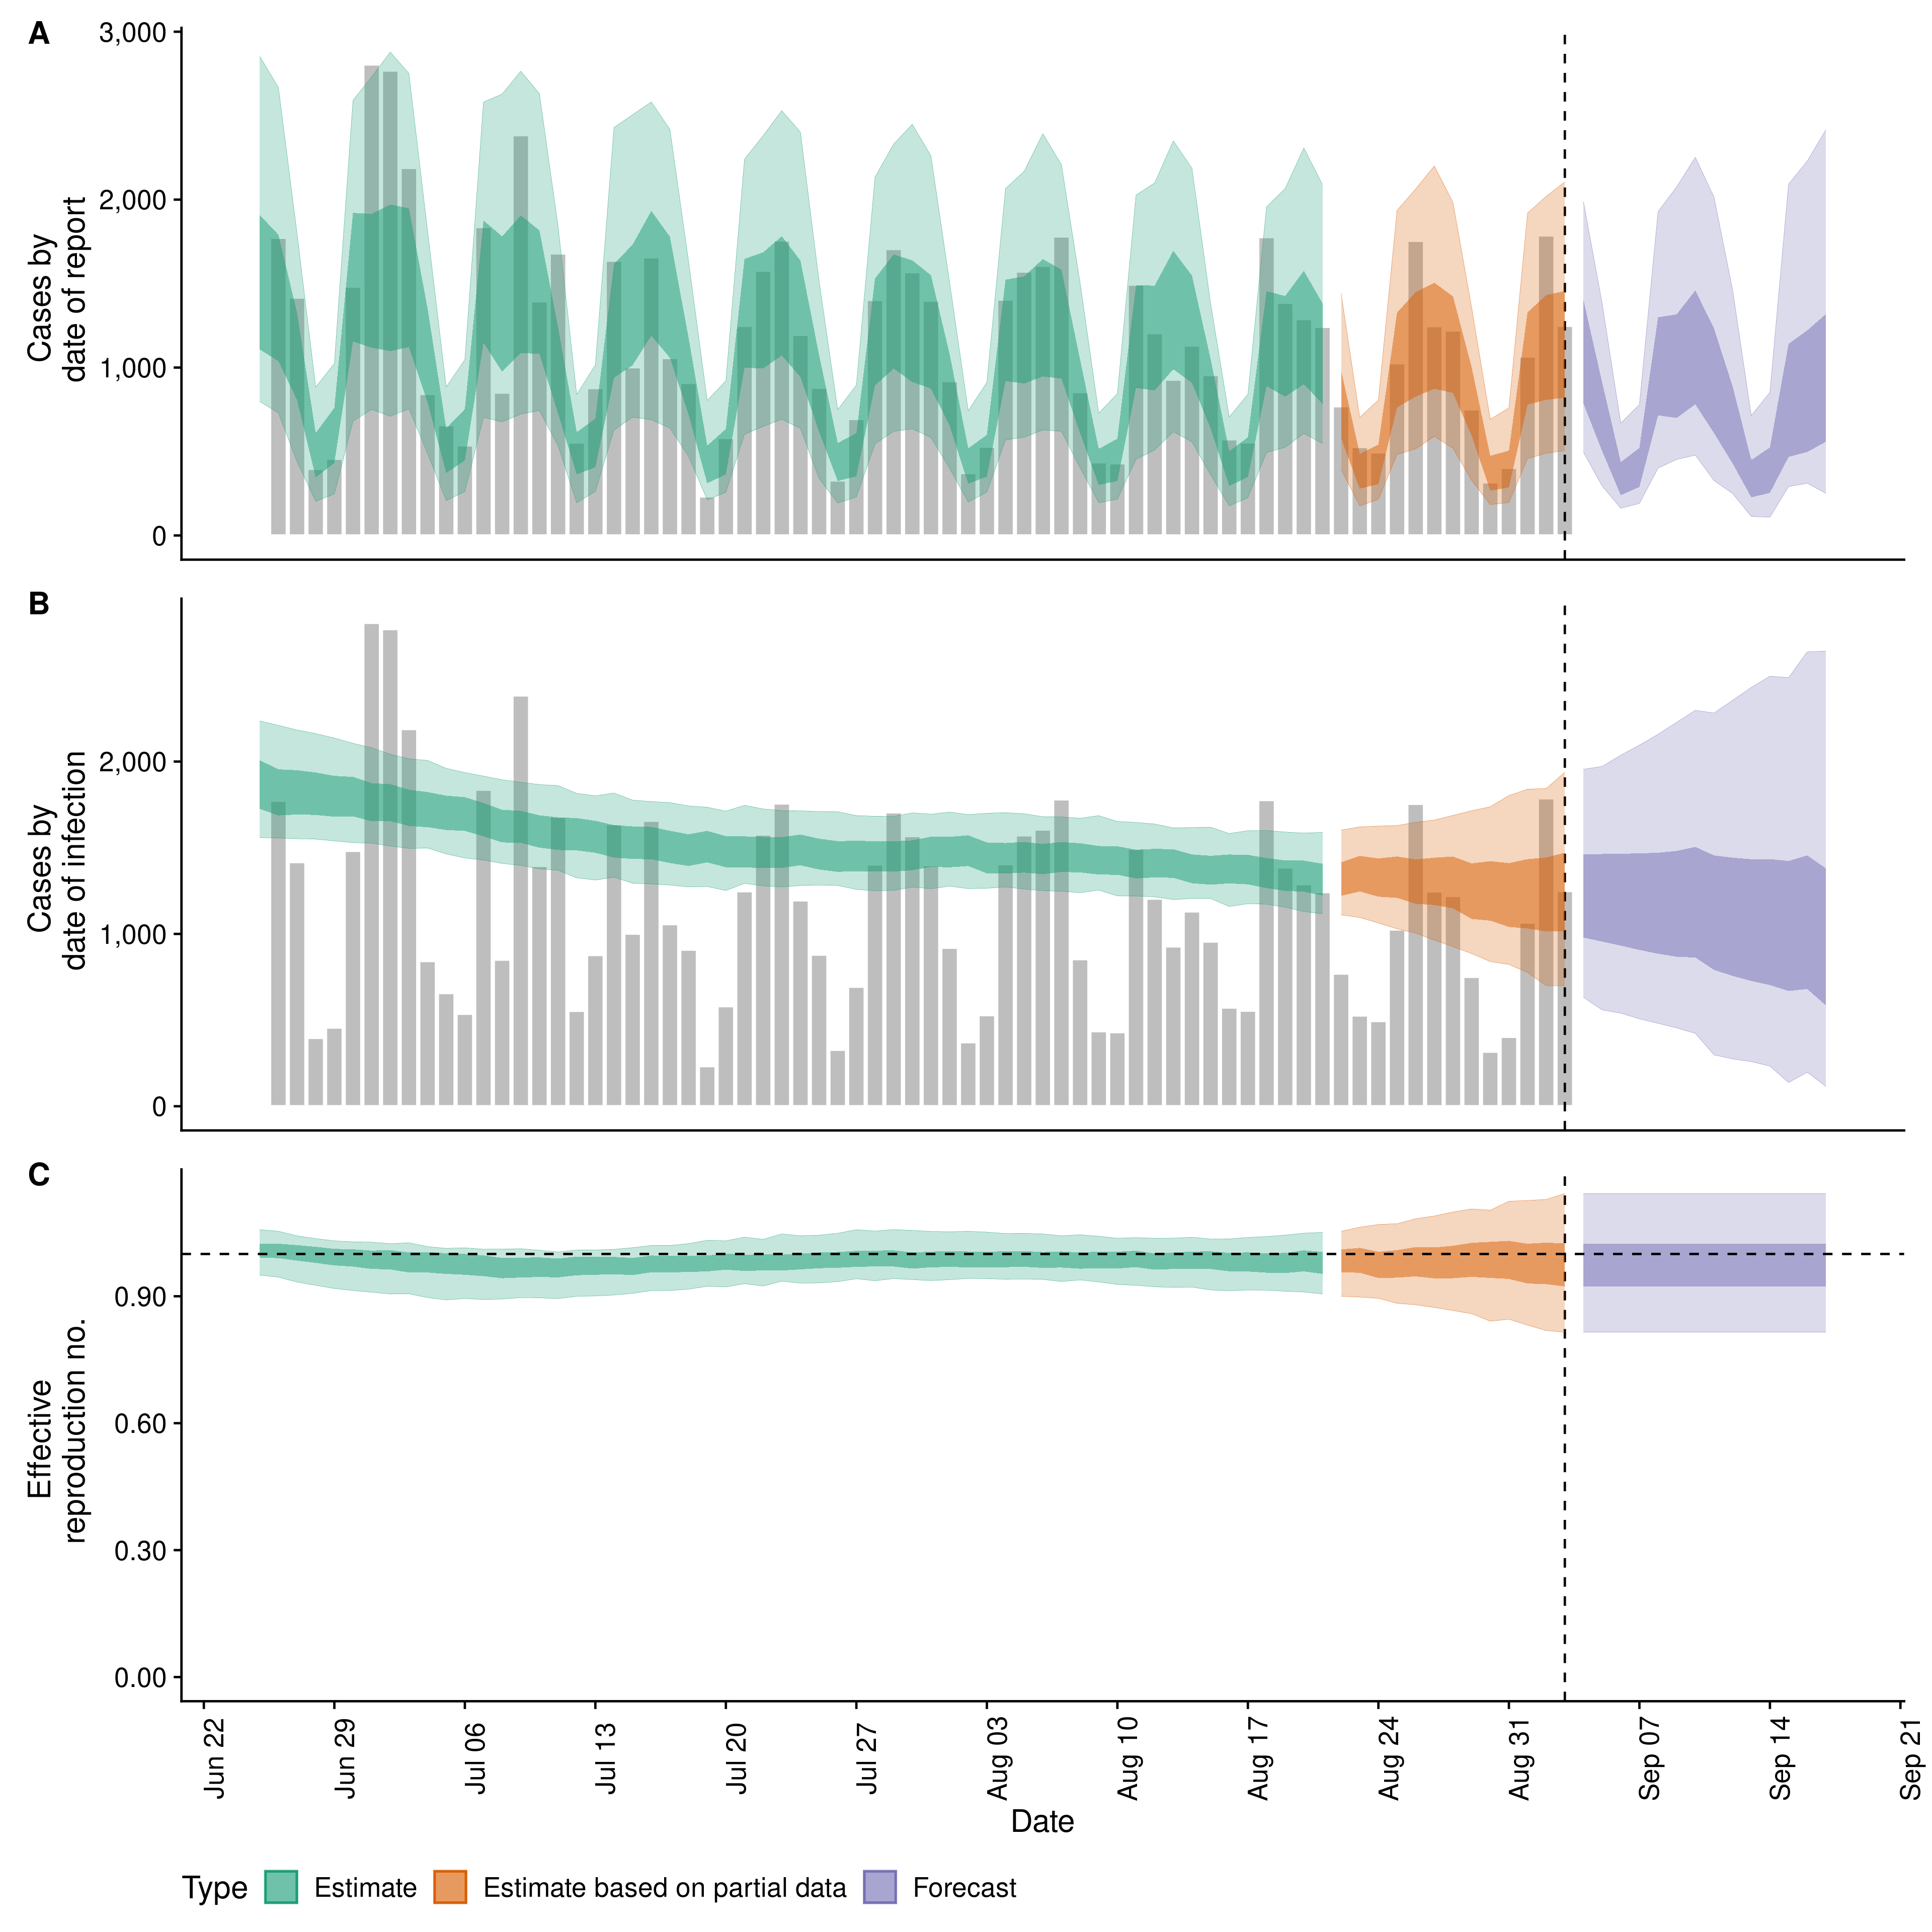 A
Cases by
date of report
3,000
2,000
1,000
0
B
Cases by
date of infection
2,000
1,000
0
C
Effective
reproduction no.
0.90
0.60
0.30
0.00
Jun 22
Jun 29
Jul 06
Jul 13
Jul 20
Jul 27
Aug 03
Aug 10
Aug 17
Aug 24
Aug 31
Sep 07
Sep 14
Sep 21
Date
Type Estimate Estimate based on partial data Forecast